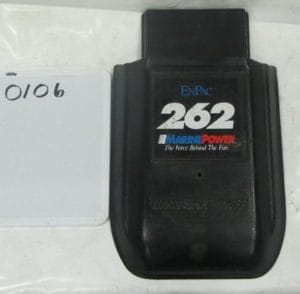 0106
ENPAC
262
MARINEPOWER
The Force Behind The Fun.